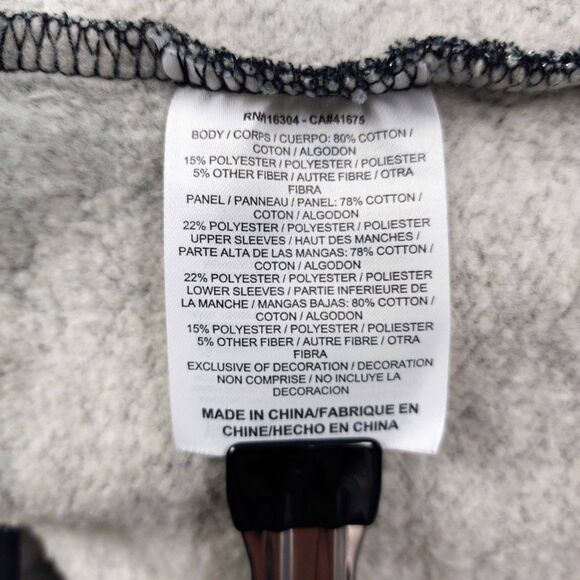 RN#116304 - CA#41675
BODY / CORPS / CUERPO: 80% COTTON /
COTON / ALGODON
15% POLYESTER / POLYESTER / POLIESTER
5% OTHER FIBER / AUTRE FIBRE / OTRA
FIBRA
PANEL / PANNEAU / PANEL: 78% COTTON /
COTON / ALGODON
22% POLYESTER / POLYESTER / POLIESTER
UPPER SLEEVES / HAUT DES MANCHES /
PARTE ALTA DE LAS MANGAS: 78% COTTON /
COTON / ALGODON
22% POLYESTER / POLYESTER / POLIESTER
LOWER SLEEVES / PARTIE INFERIEURE DE
LA MANCHE / MANGAS BAJAS: 80% COTTON /
COTON / ALGODON
15% POLYESTER / POLYESTER / POLIESTER
5% OTHER FIBER / AUTRE FIBRE / OTRA
FIBRA
EXCLUSIVE OF DECORATION / DECORATION
NON COMPRISE / NO INCLUYE LA
DECORACION
MADE IN CHINA/FABRIQUE EN
CHINE/HECHO EN CHINA